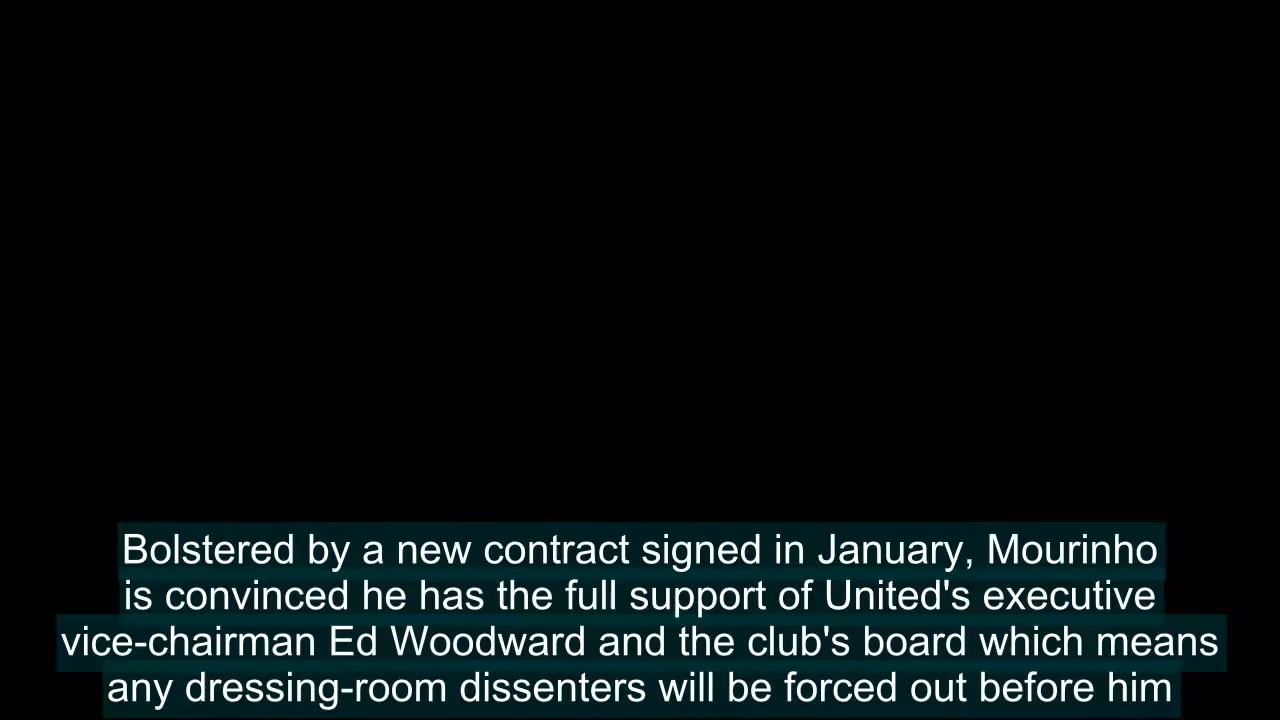 Bolstered by a new contract signed in January, Mourinho
is convinced he has the full support of United's executive
vice-chairman Ed Woodward and the club's board which means
any dressing-room dissenters will be forced out before him